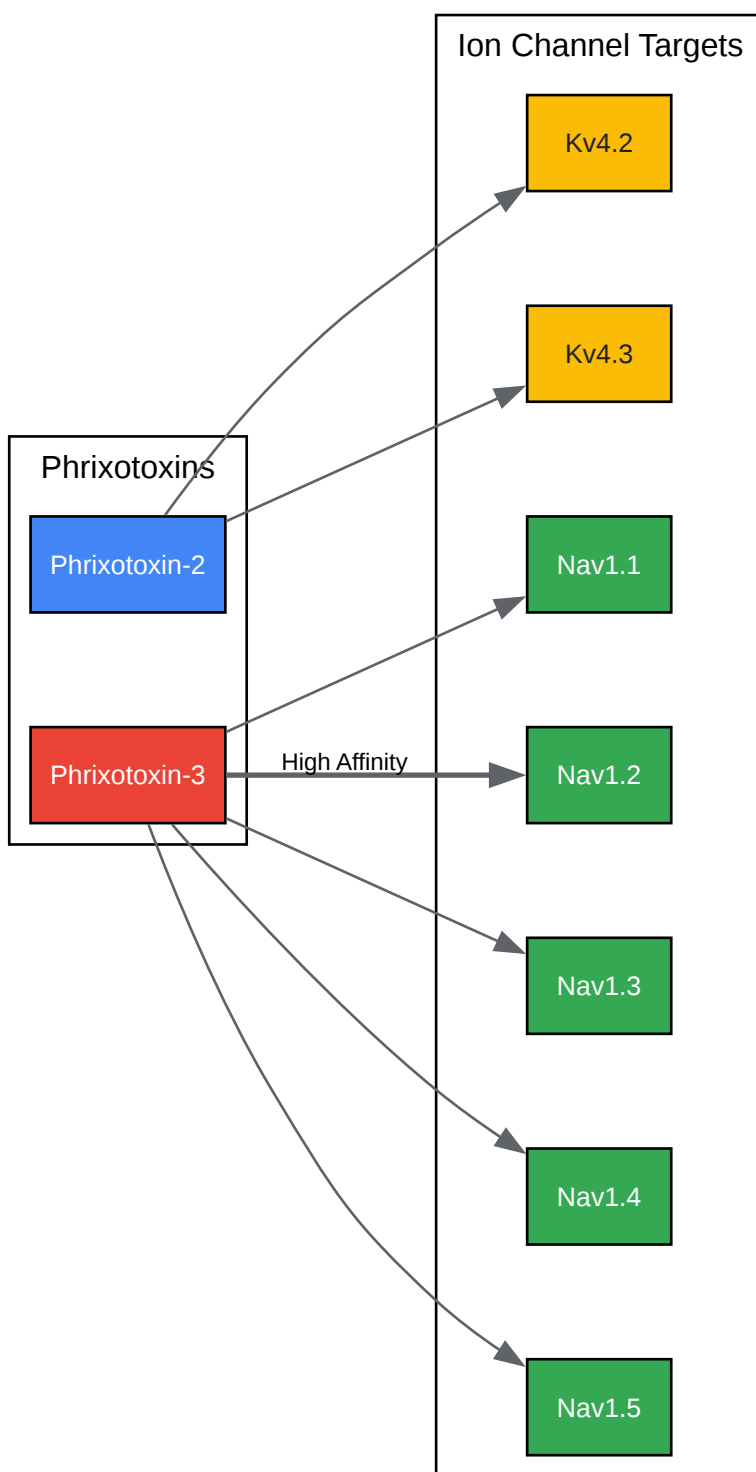 Ion Channel Targets
Kv4.2
Kv4.3
Phrixotoxins
Phrixotoxin-2
Nav1.1
Phrixotoxin-3
High Affinity
Nav1.2
Nav1.3
Nav1.4
Nav1.5